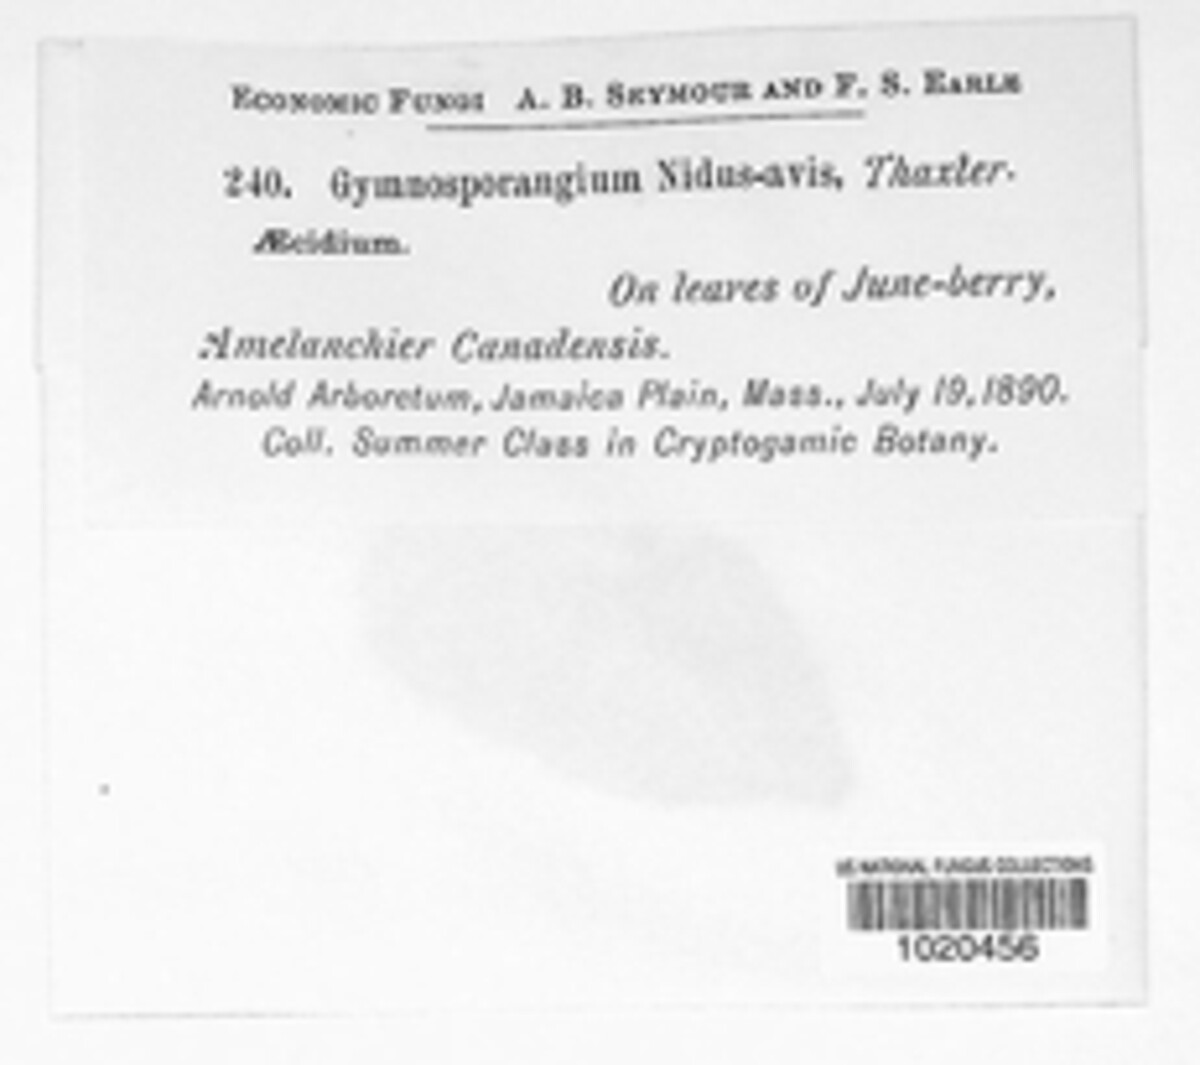 Economic Fungi A. B. Seymour and F. S. Earle
240. Gymnosporangium Nidus-avis, Thaxter.
Æcidium.
On leaves of June-berry,
Amelanchier Canadensis.
Arnold Arboretum, Jamaica Plain, Mass., July 19, 1890.
Coll. Summer Class in Cryptogamic Botany.
US NATIONAL FUNGUS COLLECTIONS
1020456